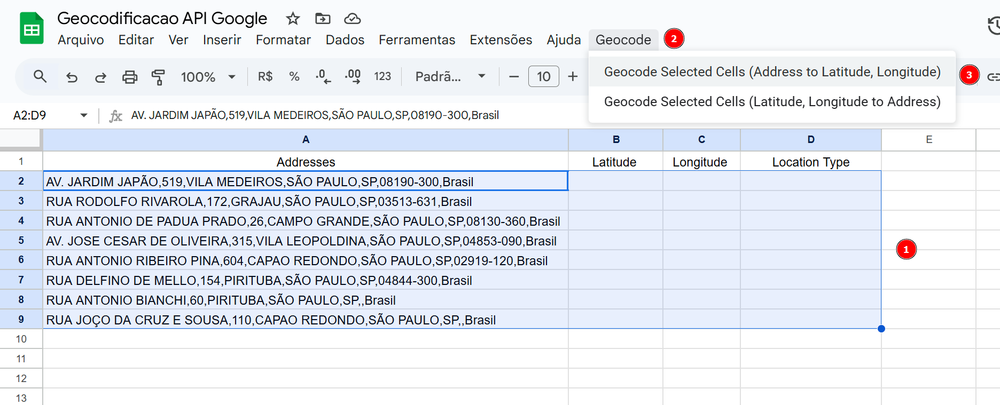 Geocodificacao API Google
Arquivo Editar Ver Inserir Formatar Dados Ferramentas Extensões Ajuda Geocode 2
100% R$ % .0 .00 123 Padrã... 10
Geocode Selected Cells (Address to Latitude, Longitude) 3
Geocode Selected Cells (Latitude, Longitude to Address)
A2:D9 fx AV. JARDIM JAPÃO,519,VILA MEDEIROS,SÃO PAULO,SP,08190-300,Brasil
A B C D E
1 Addresses Latitude Longitude Location Type
2 AV. JARDIM JAPÃO,519,VILA MEDEIROS,SÃO PAULO,SP,08190-300,Brasil
3 RUA RODOLFO RIVAROLA,172,GRAJAU,SÃO PAULO,SP,03513-631,Brasil
4 RUA ANTONIO DE PADUA PRADO,26,CAMPO GRANDE,SÃO PAULO,SP,08130-360,Brasil
5 AV. JOSE CESAR DE OLIVEIRA,315,VILA LEOPOLDINA,SÃO PAULO,SP,04853-090,Brasil
1
6 RUA ANTONIO RIBEIRO PINA,604,CAPAO REDONDO,SÃO PAULO,SP,02919-120,Brasil
7 RUA DELFINO DE MELLO,154,PIRITUBA,SÃO PAULO,SP,04844-300,Brasil
8 RUA ANTONIO BIANCHI,60,PIRITUBA,SÃO PAULO,SP,,Brasil
9 RUA JOÇO DA CRUZ E SOUSA,110,CAPAO REDONDO,SÃO PAULO,SP,,Brasil
10
11
12
13